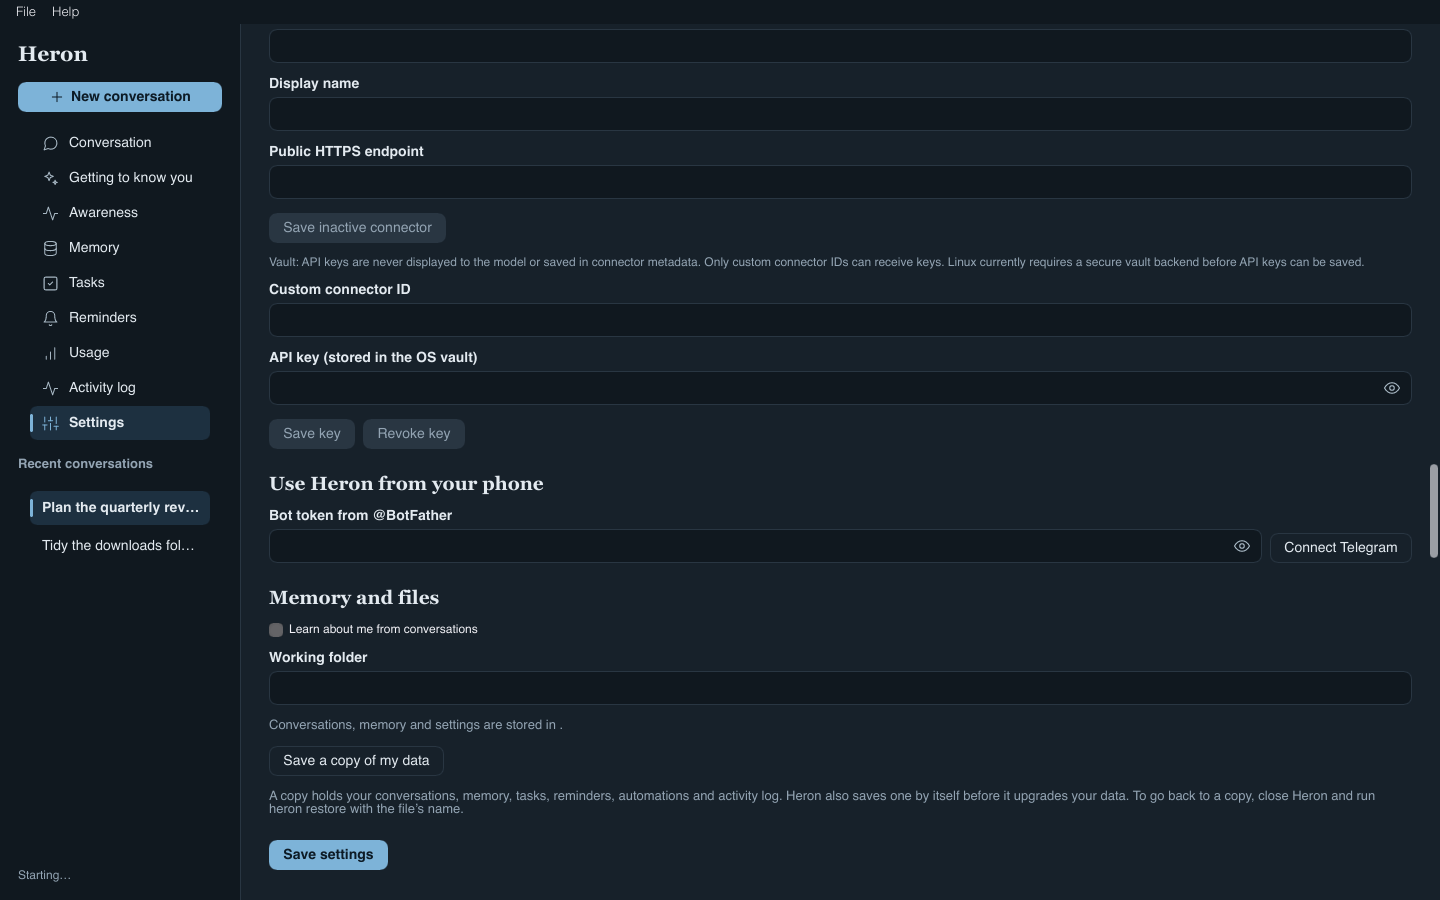 File Help
Heron
New conversation
Conversation
Getting to know you
Awareness
Memory
Tasks
Reminders
Usage
Activity log
Settings
Recent conversations
Plan the quarterly rev…
Tidy the downloads fol…
Starting…
Display name
Public HTTPS endpoint
Save inactive connector
Vault: API keys are never displayed to the model or saved in connector metadata. Only custom connector IDs can receive keys. Linux currently requires a secure vault backend before API keys can be saved.
Custom connector ID
API key (stored in the OS vault)
Save key Revoke key
Use Heron from your phone
Bot token from @BotFather
Connect Telegram
Memory and files
Learn about me from conversations
Working folder
Conversations, memory and settings are stored in .
Save a copy of my data
A copy holds your conversations, memory, tasks, reminders, automations and activity log. Heron also saves one by itself before it upgrades your data. To go back to a copy, close Heron and run
heron restore with the file’s name.
Save settings